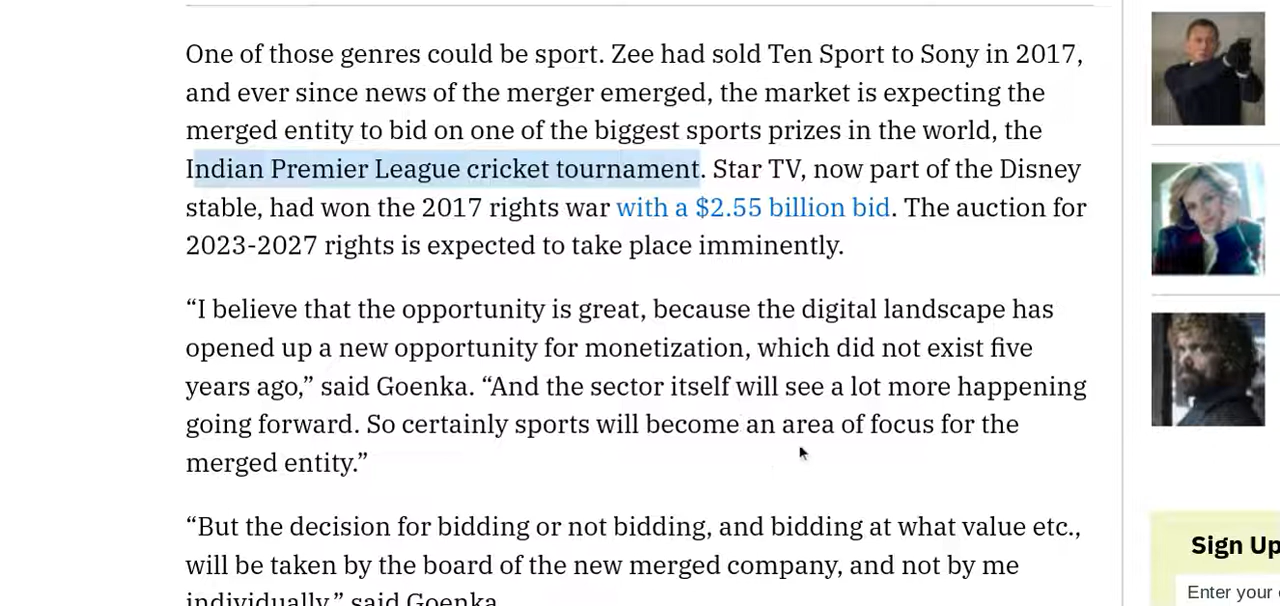 One of those genres could be sport. Zee had sold Ten Sport to Sony in 2017,
and ever since news of the merger emerged, the market is expecting the
merged entity to bid on one of the biggest sports prizes in the world, the
Indian Premier League cricket tournament. Star TV, now part of the Disney
stable, had won the 2017 rights war with a $2.55 billion bid. The auction for
2023-2027 rights is expected to take place imminently.
“I believe that the opportunity is great, because the digital landscape has
opened up a new opportunity for monetization, which did not exist five
years ago,” said Goenka. “And the sector itself will see a lot more happening
going forward. So certainly sports will become an area of focus for the
merged entity.”
“But the decision for bidding or not bidding, and bidding at what value etc.,
will be taken by the board of the new merged company, and not by me
individually,” said Goenka.
Sign Up
Enter your